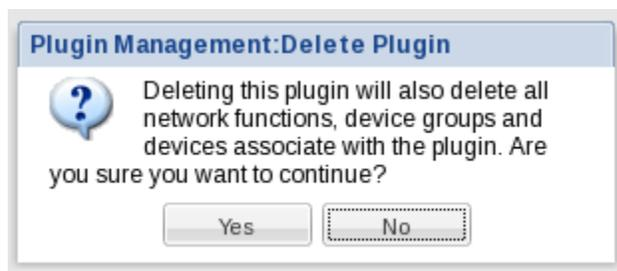 Plugin Management:Delete Plugin
Deleting this plugin will also delete all
network functions, device groups and
devices associate with the plugin. Are
you sure you want to continue?
Yes
No